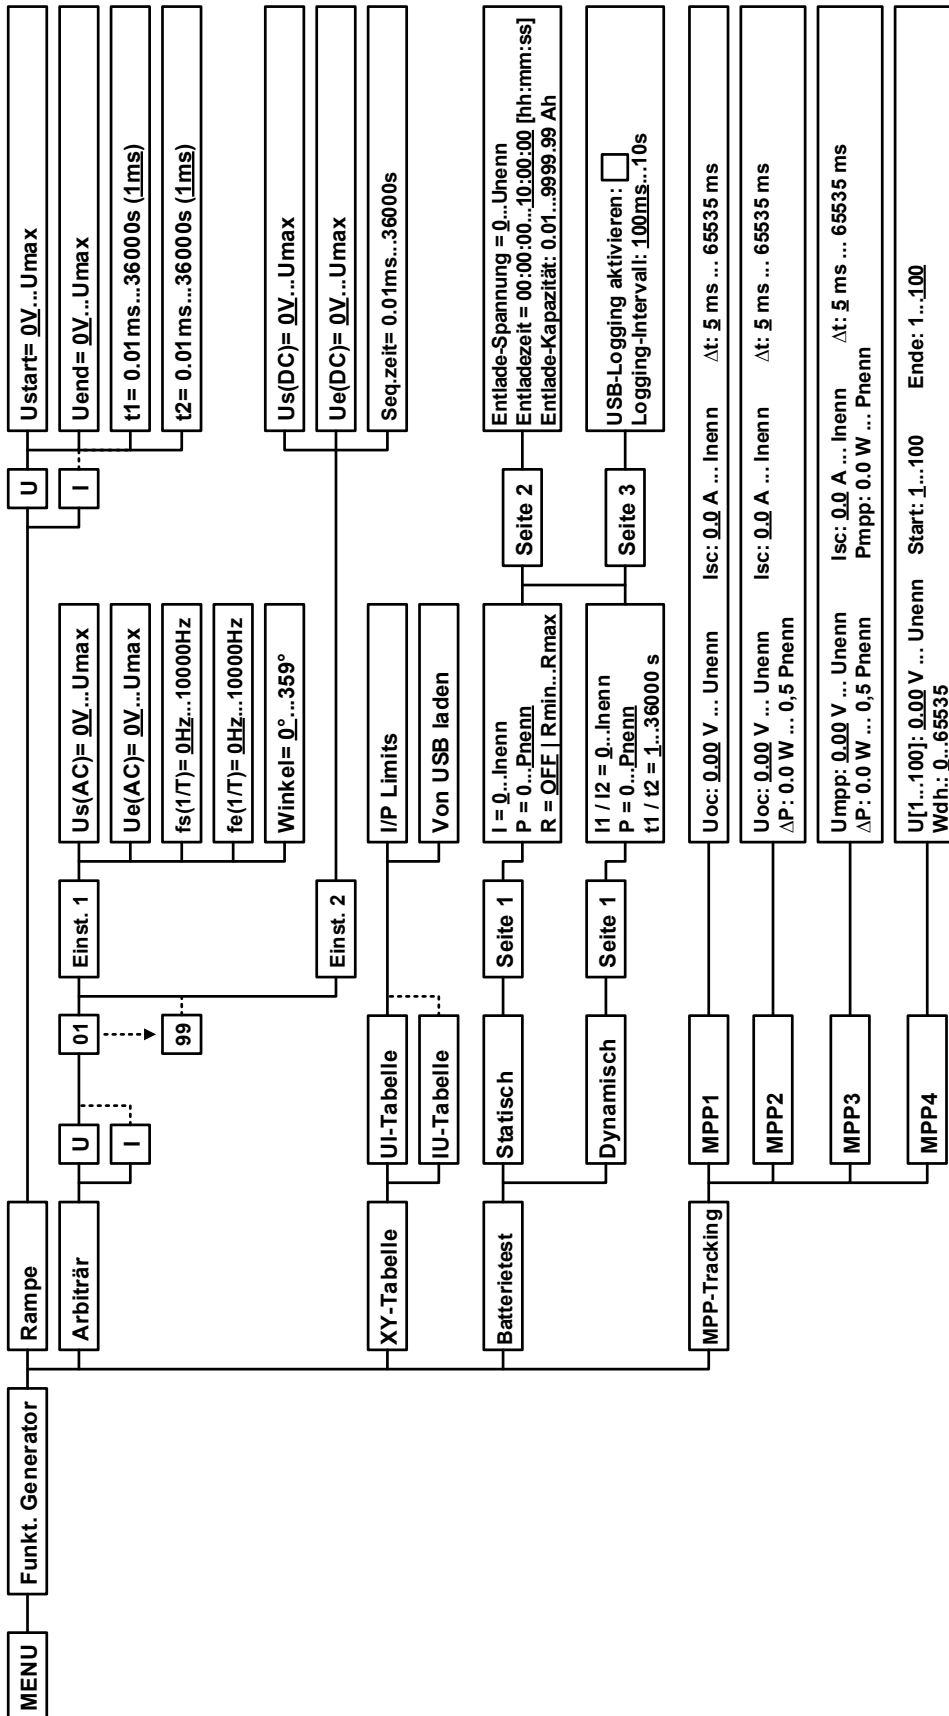 MENU
Funkt. Generator
Rampe
U
I
Ustart= 0V...Umax
Uend= 0V...Umax
t1= 0.01ms...36000s (1ms)
t2= 0.01ms...36000s (1ms)
Arbiträr
U
I
01
99
Einst. 1
Us(AC)= 0V...Umax
Ue(AC)= 0V...Umax
fs(1/T)= 0Hz...10000Hz
fe(1/T)= 0Hz...10000Hz
Winkel= 0°...359°
Einst. 2
Us(DC)= 0V...Umax
Ue(DC)= 0V...Umax
Seq.zeit= 0.01ms...36000s
XY-Tabelle
UI-Tabelle
IU-Tabelle
I/P Limits
Von USB laden
Batterietest
Statisch
Seite 1
I = 0...Inenn
P = 0...Pnenn
R = OFF | Rmin...Rmax
Dynamisch
Seite 1
I1 / I2 = 0...Inenn
P = 0...Pnenn
t1 / t2 = 1...36000 s
Seite 2
Entlade-Spannung = 0...Unenn
Entladezeit = 00:00:00...10:00:00 [hh:mm:ss]
Entlade-Kapazität: 0.01...9999.99 Ah
Seite 3
USB-Logging aktivieren:
Logging-Intervall: 100ms...10s
MPP-Tracking
MPP1
Uoc: 0.00 V ... Unenn Isc: 0.0 A ... Inenn Δt: 5 ms ... 65535 ms
MPP2
Uoc: 0.00 V ... Unenn Isc: 0.0 A ... Inenn Δt: 5 ms ... 65535 ms
ΔP: 0.0 W ... 0,5 Pnenn
MPP3
Umpp: 0.00 V ... Unenn Isc: 0.0 A ... Inenn Δt: 5 ms ... 65535 ms
ΔP: 0.0 W ... 0,5 Pnenn Pmpp: 0.0 W ... Pnenn
MPP4
U[1...100]: 0.00 V ... Unenn Start: 1...100 Ende: 1...100
Wdh.: 0...65535